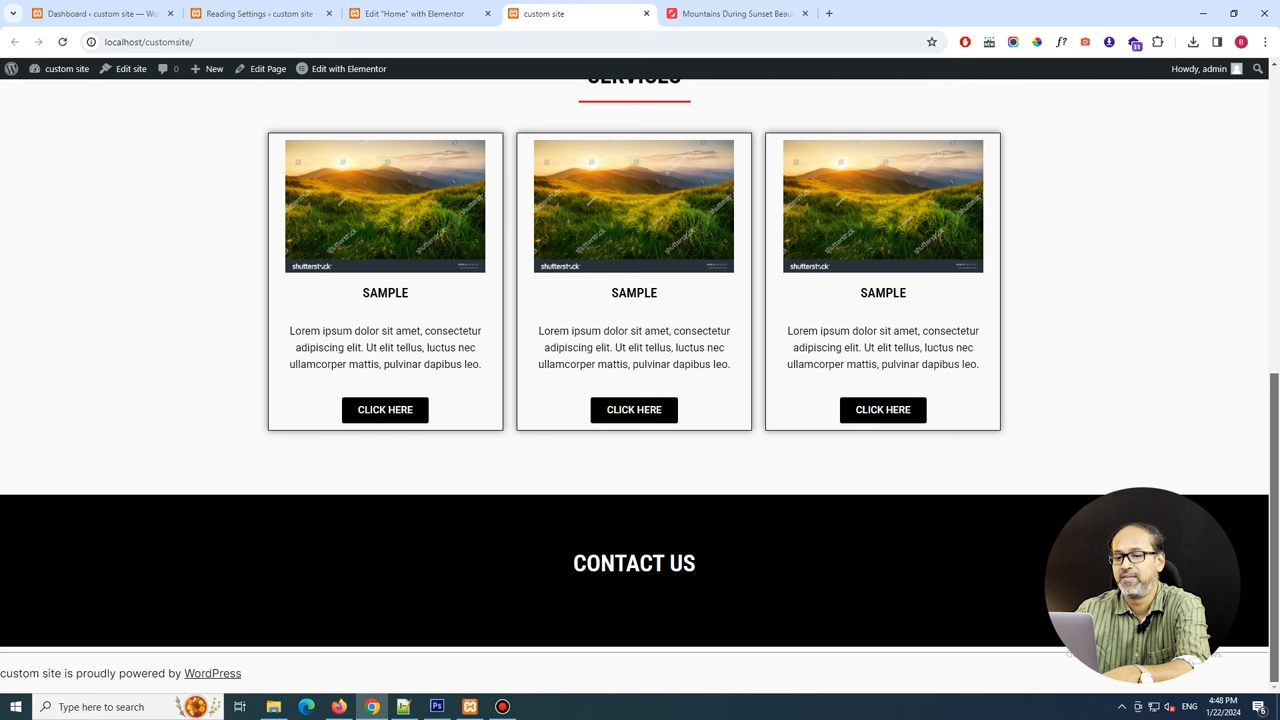 Dashboard ‹ custom site — Wo
Reading Settings ‹ custom site -
Edit "Home" with Elementor
custom site
Mountains During Sunset Beau
localhost/customsite/
f?
11
B
custom site
Edit site
0
New
Edit Page
Edit with Elementor
Howdy, admin
SERVICES
shutterstock
shutterstock
shutterstock
SAMPLE
SAMPLE
SAMPLE
Lorem ipsum dolor sit amet, consectetur
adipiscing elit. Ut elit tellus, luctus nec
ullamcorper mattis, pulvinar dapibus leo.
Lorem ipsum dolor sit amet, consectetur
adipiscing elit. Ut elit tellus, luctus nec
ullamcorper mattis, pulvinar dapibus leo.
Lorem ipsum dolor sit amet, consectetur
adipiscing elit. Ut elit tellus, luctus nec
ullamcorper mattis, pulvinar dapibus leo.
CLICK HERE
CLICK HERE
CLICK HERE
CONTACT US
custom site is proudly powered by WordPress
Type here to search
Ps
ENG
4:48 PM
1/22/2024
6